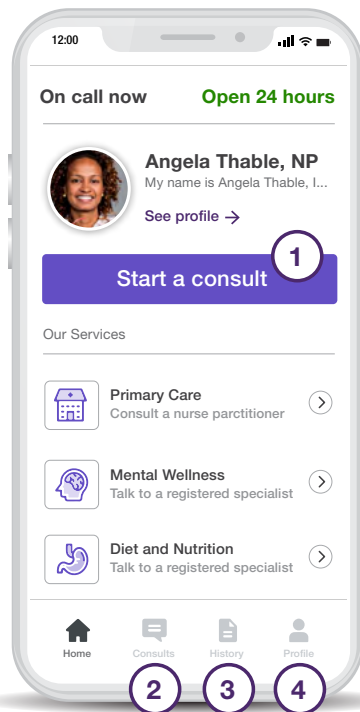 12:00
On call now Open 24 hours
Angela Thable, NP
My name is Angela Thable, I...
See profile →
1
Start a consult
Our Services
Primary Care
Consult a nurse parctitioner
Mental Wellness
Talk to a registered specialist
Diet and Nutrition
Talk to a registered specialist
Home Consults History Profile
2 3 4